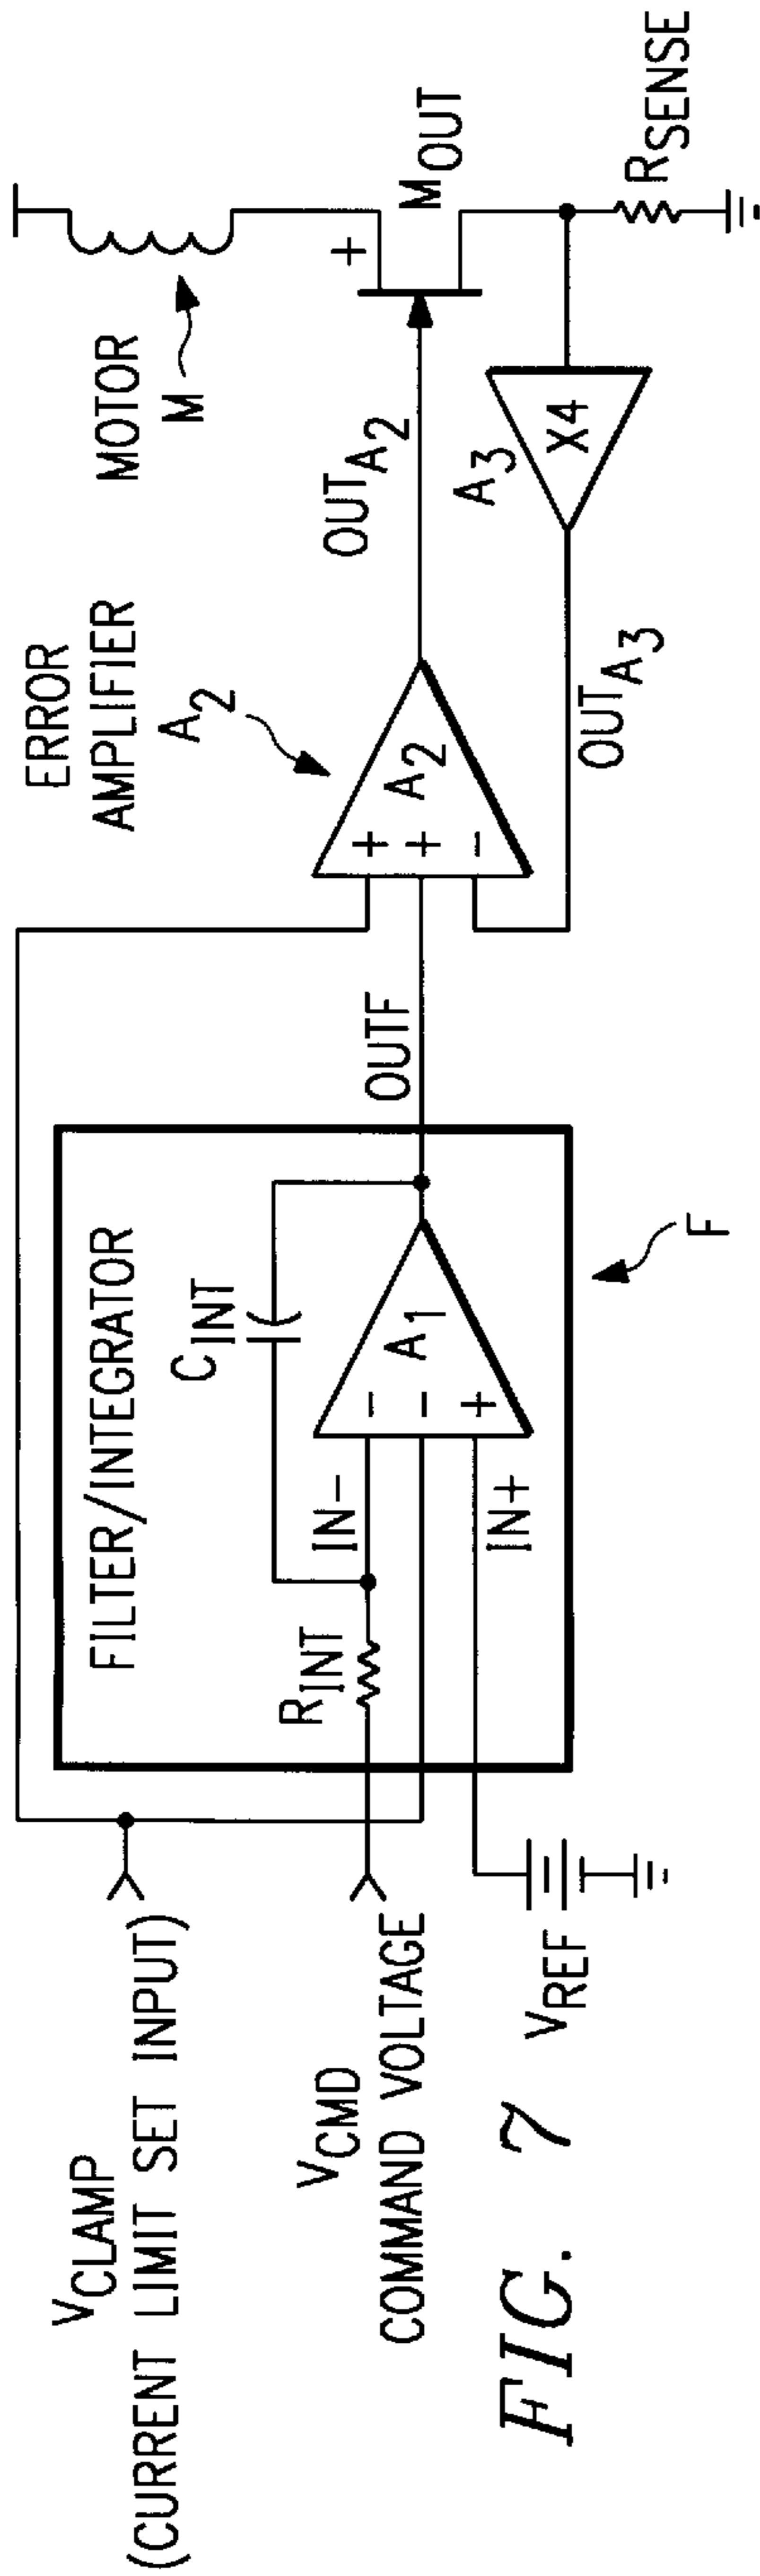 VCLAMP
(CURRENT LIMIT SET INPUT)
VCMD
COMMAND VOLTAGE
VREF
FILTER/INTEGRATOR
RINT
CINT
IN-
IN+
-
-
+
A1
F
OUTF
ERROR
AMPLIFIER
A2
+
+
-
A2
OUTA2
OUTA3
A3
X4
MOTOR
M
+
MOUT
RSENSE
FIG. 7